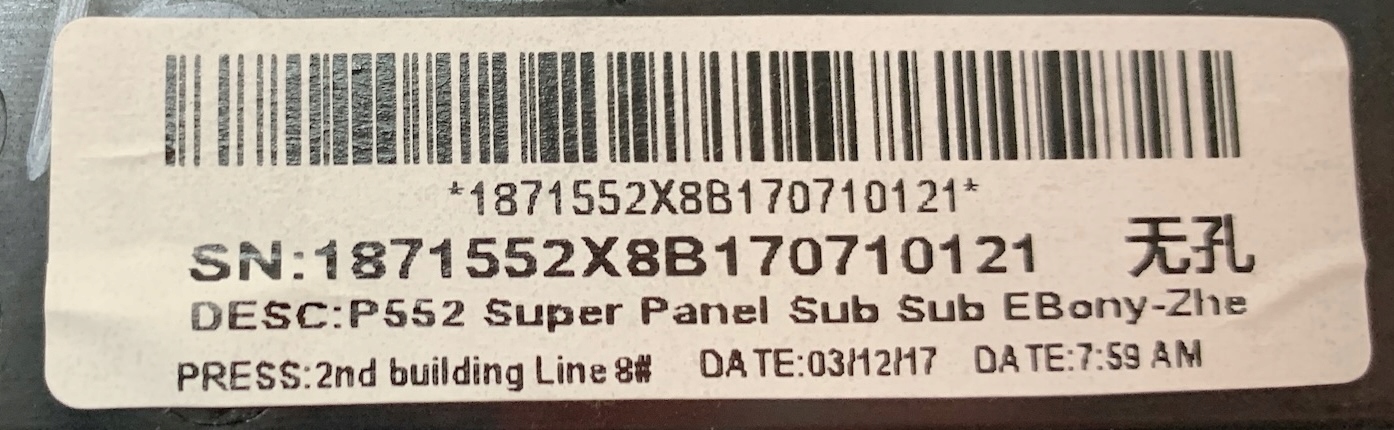 *1871552X8B170710121*
SN:1871552X8B170710121 无孔
DESC:P552 Super Panel Sub Sub EBony-Zhe
PRESS:2nd building Line 8# DATE:03/12/17 DATE:7:59 AM